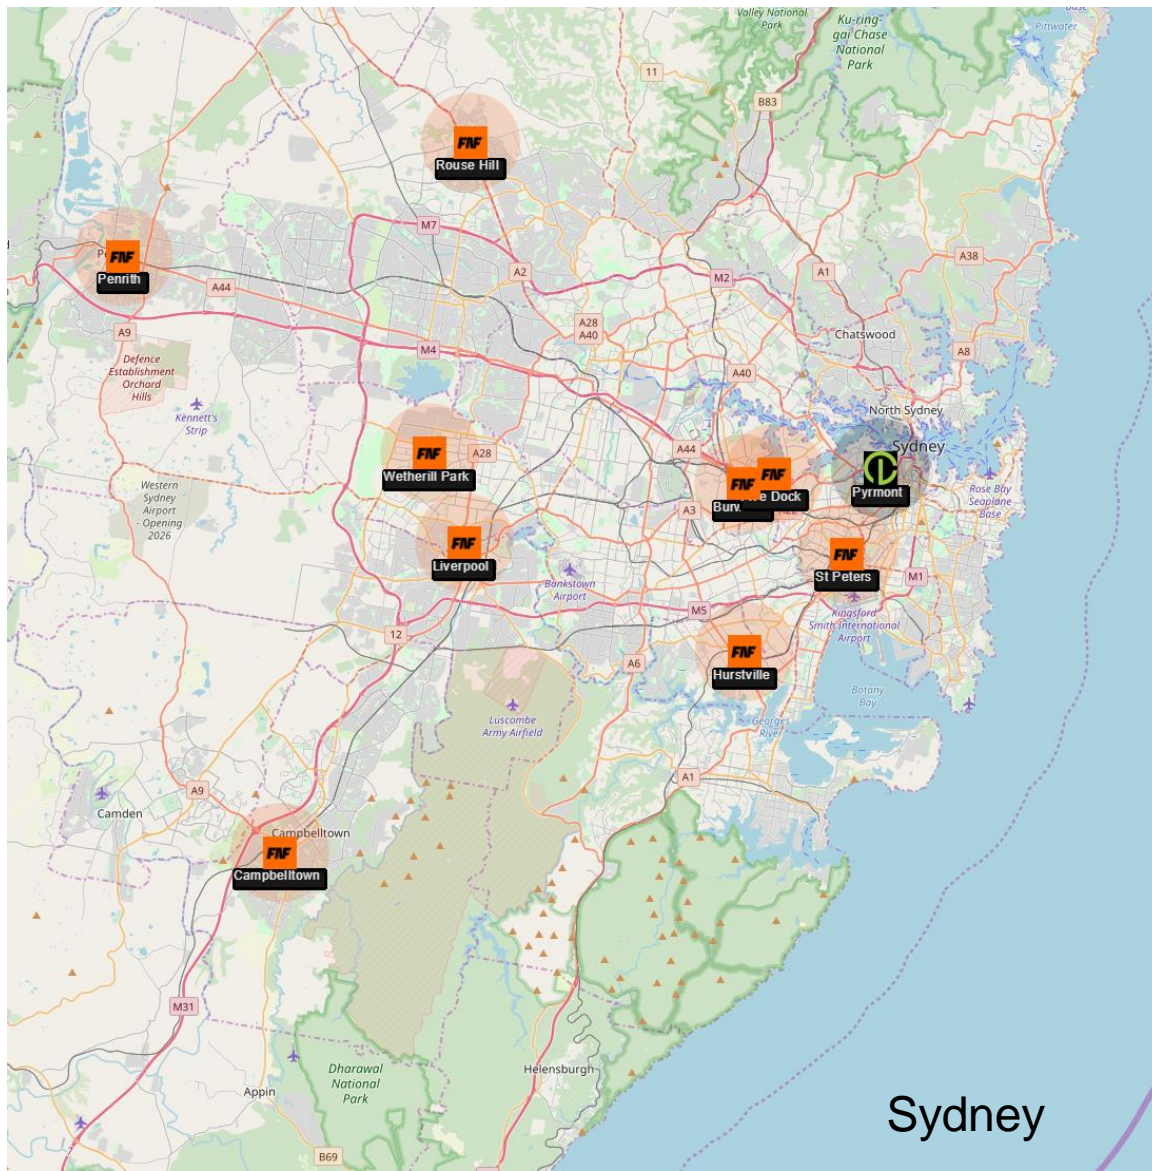 Valley National
Park
Ku-ring-
gai Chase
National
Park
Pittwater
11
B83
FNF
Rouse Hill
M7
A2
A38
M2
A1
FNF
Penrith
A44
A9
A28
A40
Chatswood
A8
M4
Defence
Establishment
Orchard
Hills
A40
Kennett's
Strip
North Sydney
Sydney
A44
A28
FNF
Wetherill Park
FNF
FNF
Dock
Pyrmont
Rose Bay
Seaplane
Base
Western
Sydney
Airport
- Opening
2026
A3
FNF
Liverpool
FNF
St Peters
M1
Bankstown
Airport
M5
Kingsford
Smith International
Airport
12
A6
FNF
Hurstville
Botany
Bay
Georges
River
Luscombe
Army Airfield
A1
A9
Camden
Campbelltown
FNF
Campbelltown
M31
Helensburgh
Dharawal
National
Park
Appin
B69
Sydney